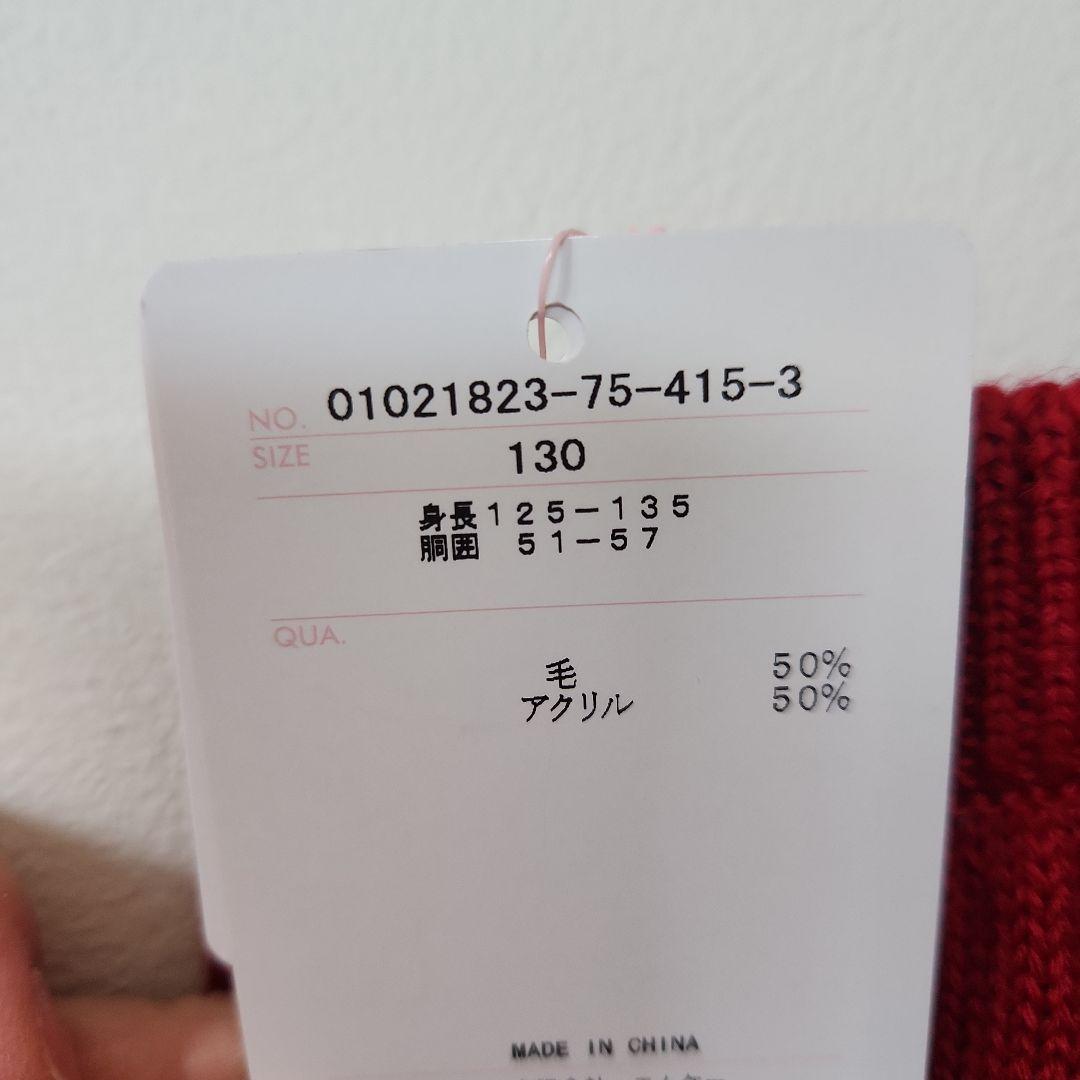 NO. 01021823-75-415-3
SIZE 130
身長125-135
胴囲 51-57
QUA.
毛 50%
アクリル 50%
MADE IN CHINA